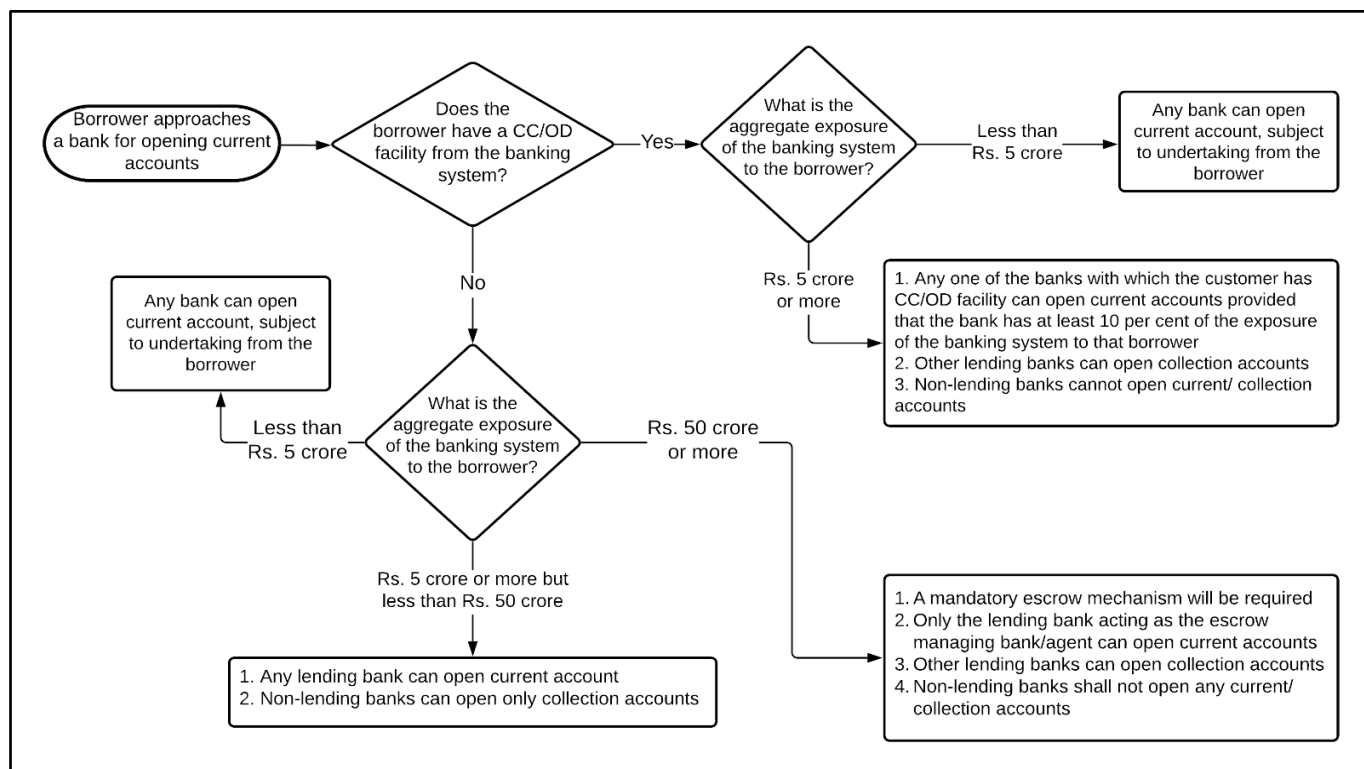 Borrower approaches
a bank for opening current
accounts
Does the
borrower have a CC/OD
facility from the banking
system?
Yes
What is the
aggregate exposure
of the banking system
to the borrower?
Less than
Rs. 5 crore
Any bank can open
current account, subject
to undertaking from the
borrower
Rs. 5 crore
or more
1. Any one of the banks with which the customer has
CC/OD facility can open current accounts provided
that the bank has at least 10 per cent of the exposure
of the banking system to that borrower
2. Other lending banks can open collection accounts
3. Non-lending banks cannot open current/ collection
accounts
No
Any bank can open
current account, subject
to undertaking from the
borrower
What is the
aggregate exposure
of the banking system
to the borrower?
Less than
Rs. 5 crore
Rs. 50 crore
or more
Rs. 5 crore or more but
less than Rs. 50 crore
1. Any lending bank can open current account
2. Non-lending banks can open only collection accounts
1. A mandatory escrow mechanism will be required
2. Only the lending bank acting as the escrow
managing bank/agent can open current accounts
3. Other lending banks can open collection accounts
4. Non-lending banks shall not open any current/
collection accounts